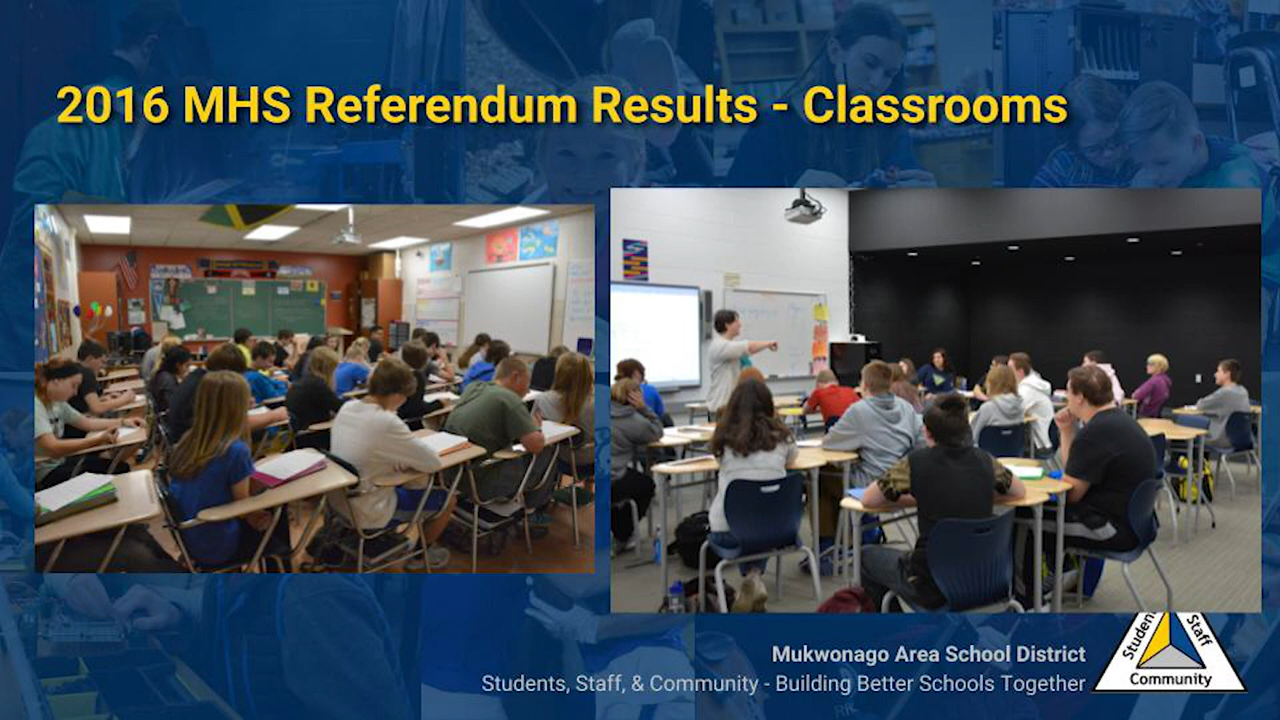 2016 MHS Referendum Results - Classrooms
Mukwonago Area School District
Students, Staff, & Community - Building Better Schools Together
Student
Staff
Community